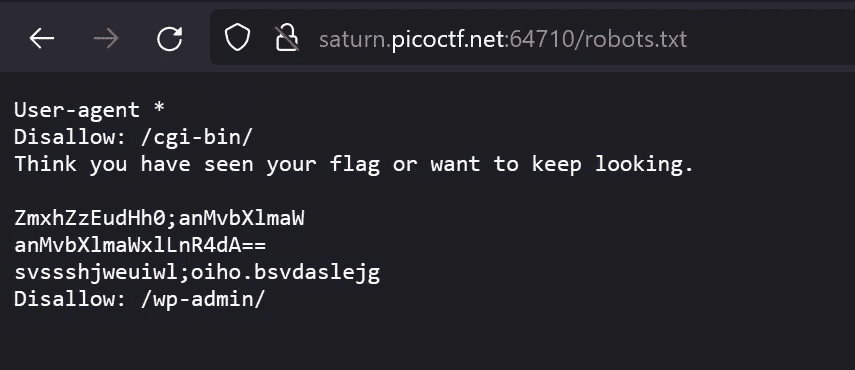 saturn.picoctf.net:64710/robots.txt
User-agent *
Disallow: /cgi-bin/
Think you have seen your flag or want to keep looking.
ZmxhZzEudHh0;anMvbXlmaW
anMvbXlmaWxlLnR4dA==
svssshjweuiwl;oiho.bsvdaslejg
Disallow: /wp-admin/